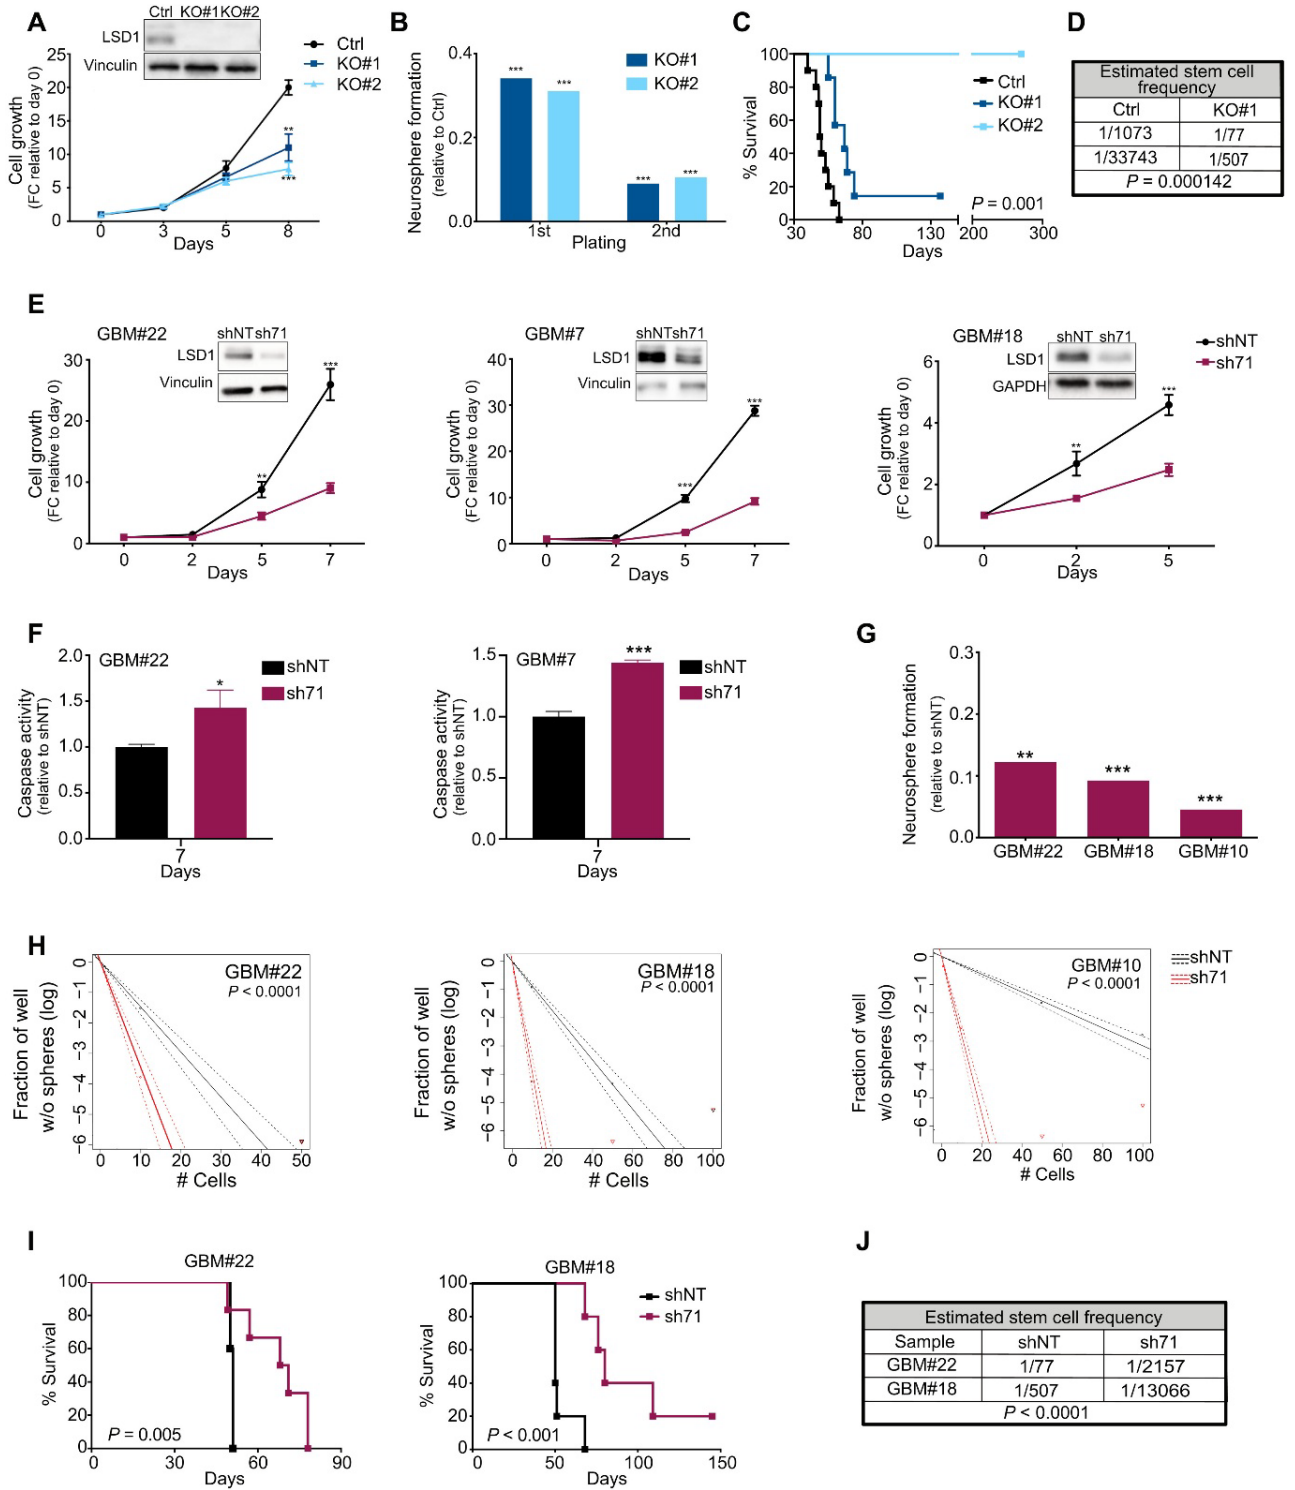 A
Ctrl KO#1KO#2
LSD1
Vinculin
Ctrl
KO#1
KO#2
Cell growth
(FC relative to day 0)
25
20
15
10
5
0
**
***
0 3 5 8
Days
B
Neurosphere formation
(relative to Ctrl)
0.4
0.2
0.0
*** ***
*** ***
KO#1
KO#2
1st 2nd
Plating
C
% Survival
100
80
60
40
20
0
Ctrl
KO#1
KO#2
P = 0.001
30 80 130 200 300
Days
D
Estimated stem cell
frequency
Ctrl KO#1
1/1073 1/77
1/33743 1/507
P = 0.000142
E
GBM#22
shNT sh71
LSD1
Vinculin
Cell growth
(FC relative to day 0)
30
20
10
0
**
***
0 2 5 7
Days
GBM#7
shNT sh71
LSD1
Vinculin
Cell growth
(FC relative to day 0)
40
30
20
10
0
***
***
0 2 5 7
Days
GBM#18
shNT sh71
LSD1
GAPDH
shNT
sh71
Cell growth
(FC relative to day 0)
6
4
2
0
**
***
0 2 5
Days
F
GBM#22
Caspase activity
(relative to shNT)
2.0
1.5
1.0
0.5
0.0
*
shNT
sh71
7
Days
GBM#7
Caspase activity
(relative to shNT)
1.5
1.0
0.5
0.0
***
shNT
sh71
7
Days
G
Neurosphere formation
(relative to shNT)
0.3
0.2
0.1
0.0
** *** ***
GBM#22 GBM#18 GBM#10
H
GBM#22
P < 0.0001
Fraction of well
w/o spheres (log)
0
−1
−2
−3
−4
−5
−6
0 10 20 30 40 50
# Cells
GBM#18
P < 0.0001
Fraction of well
w/o spheres (log)
0
−1
−2
−3
−4
−5
−6
0 20 40 60 80 100
# Cells
GBM#10
P < 0.0001
Fraction of well
w/o spheres (log)
0
−1
−2
−3
−4
−5
−6
0 20 40 60 80 100
# Cells
shNT
sh71
I
GBM#22
% Survival
100
80
60
40
20
0
P = 0.005
0 30 60 90
Days
GBM#18
% Survival
100
80
60
40
20
0
shNT
sh71
P < 0.001
0 50 100 150
Days
J
Estimated stem cell frequency
Sample shNT sh71
GBM#22 1/77 1/2157
GBM#18 1/507 1/13066
P < 0.0001